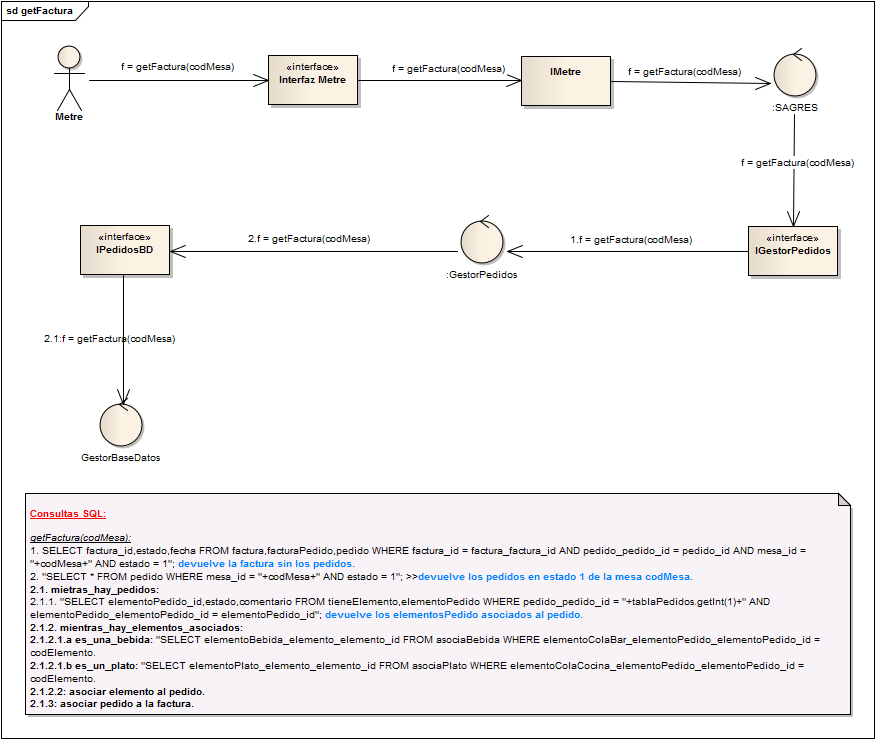 sd getFactura
f = getFactura(codMesa)
f = getFactura(codMesa)
f = getFactura(codMesa)
«interface»
Interfaz Metre
IMetre
Metre
:SAGRES
f = getFactura(codMesa)
«interface»
IPedidosBD
2.f = getFactura(codMesa)
:GestorPedidos
1.f = getFactura(codMesa)
«interface»
IGestorPedidos
2.1:f = getFactura(codMesa)
GestorBaseDatos
Consultas SQL:
getFactura(codMesa):
1. SELECT factura_id,estado,fecha FROM factura,facturaPedido,pedido WHERE factura_id = factura_factura_id AND pedido_pedido_id = pedido_id AND mesa_id =
"+codMesa+" AND estado = 1"; devuelve la factura sin los pedidos.
2. "SELECT * FROM pedido WHERE mesa_id = "+codMesa+" AND estado = 1"; >>devuelve los pedidos en estado 1 de la mesa codMesa.
2.1. mietras_hay_pedidos:
2.1.1. "SELECT elementoPedido_id,estado,comentario FROM tieneElemento,elementoPedido WHERE pedido_pedido_id = "+tablaPedidos.getInt(1)+" AND
elementoPedido_elementoPedido_id = elementoPedido_id"; devuelve los elementosPedido asociados al pedido.
2.1.2. mientras_hay_elementos_asociados:
2.1.2.1.a es_una_bebida: "SELECT elementoBebida_elemento_elemento_id FROM asociaBebida WHERE elementoColaBar_elementoPedido_elementoPedido_id =
codElemento.
2.1.2.1.b es_un_plato: "SELECT elementoPlato_elemento_elemento_id FROM asociaPlato WHERE elementoColaCocina_elementoPedido_elementoPedido_id =
codElemento.
2.1.2.2: asociar elemento al pedido.
2.1.3: asociar pedido a la factura.